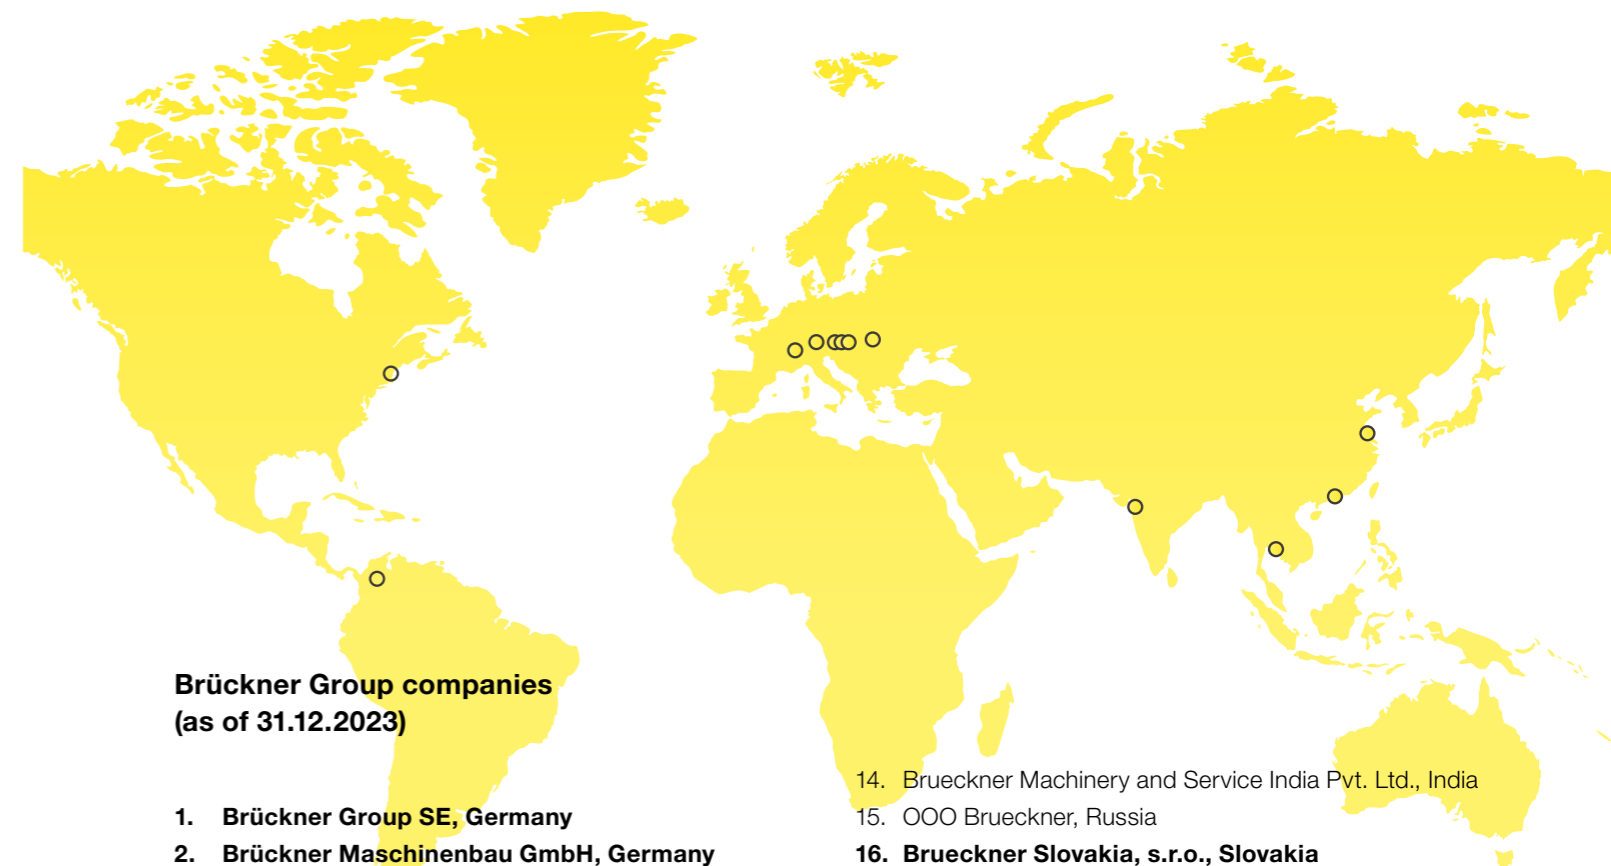 Brückner Group companies
(as of 31.12.2023)
1. Brückner Group SE, Germany
2. Brückner Maschinenbau GmbH, Germany
14. Brueckner Machinery and Service India Pvt. Ltd., India
15. OOO Brueckner, Russia
16. Brueckner Slovakia, s.r.o., Slovakia